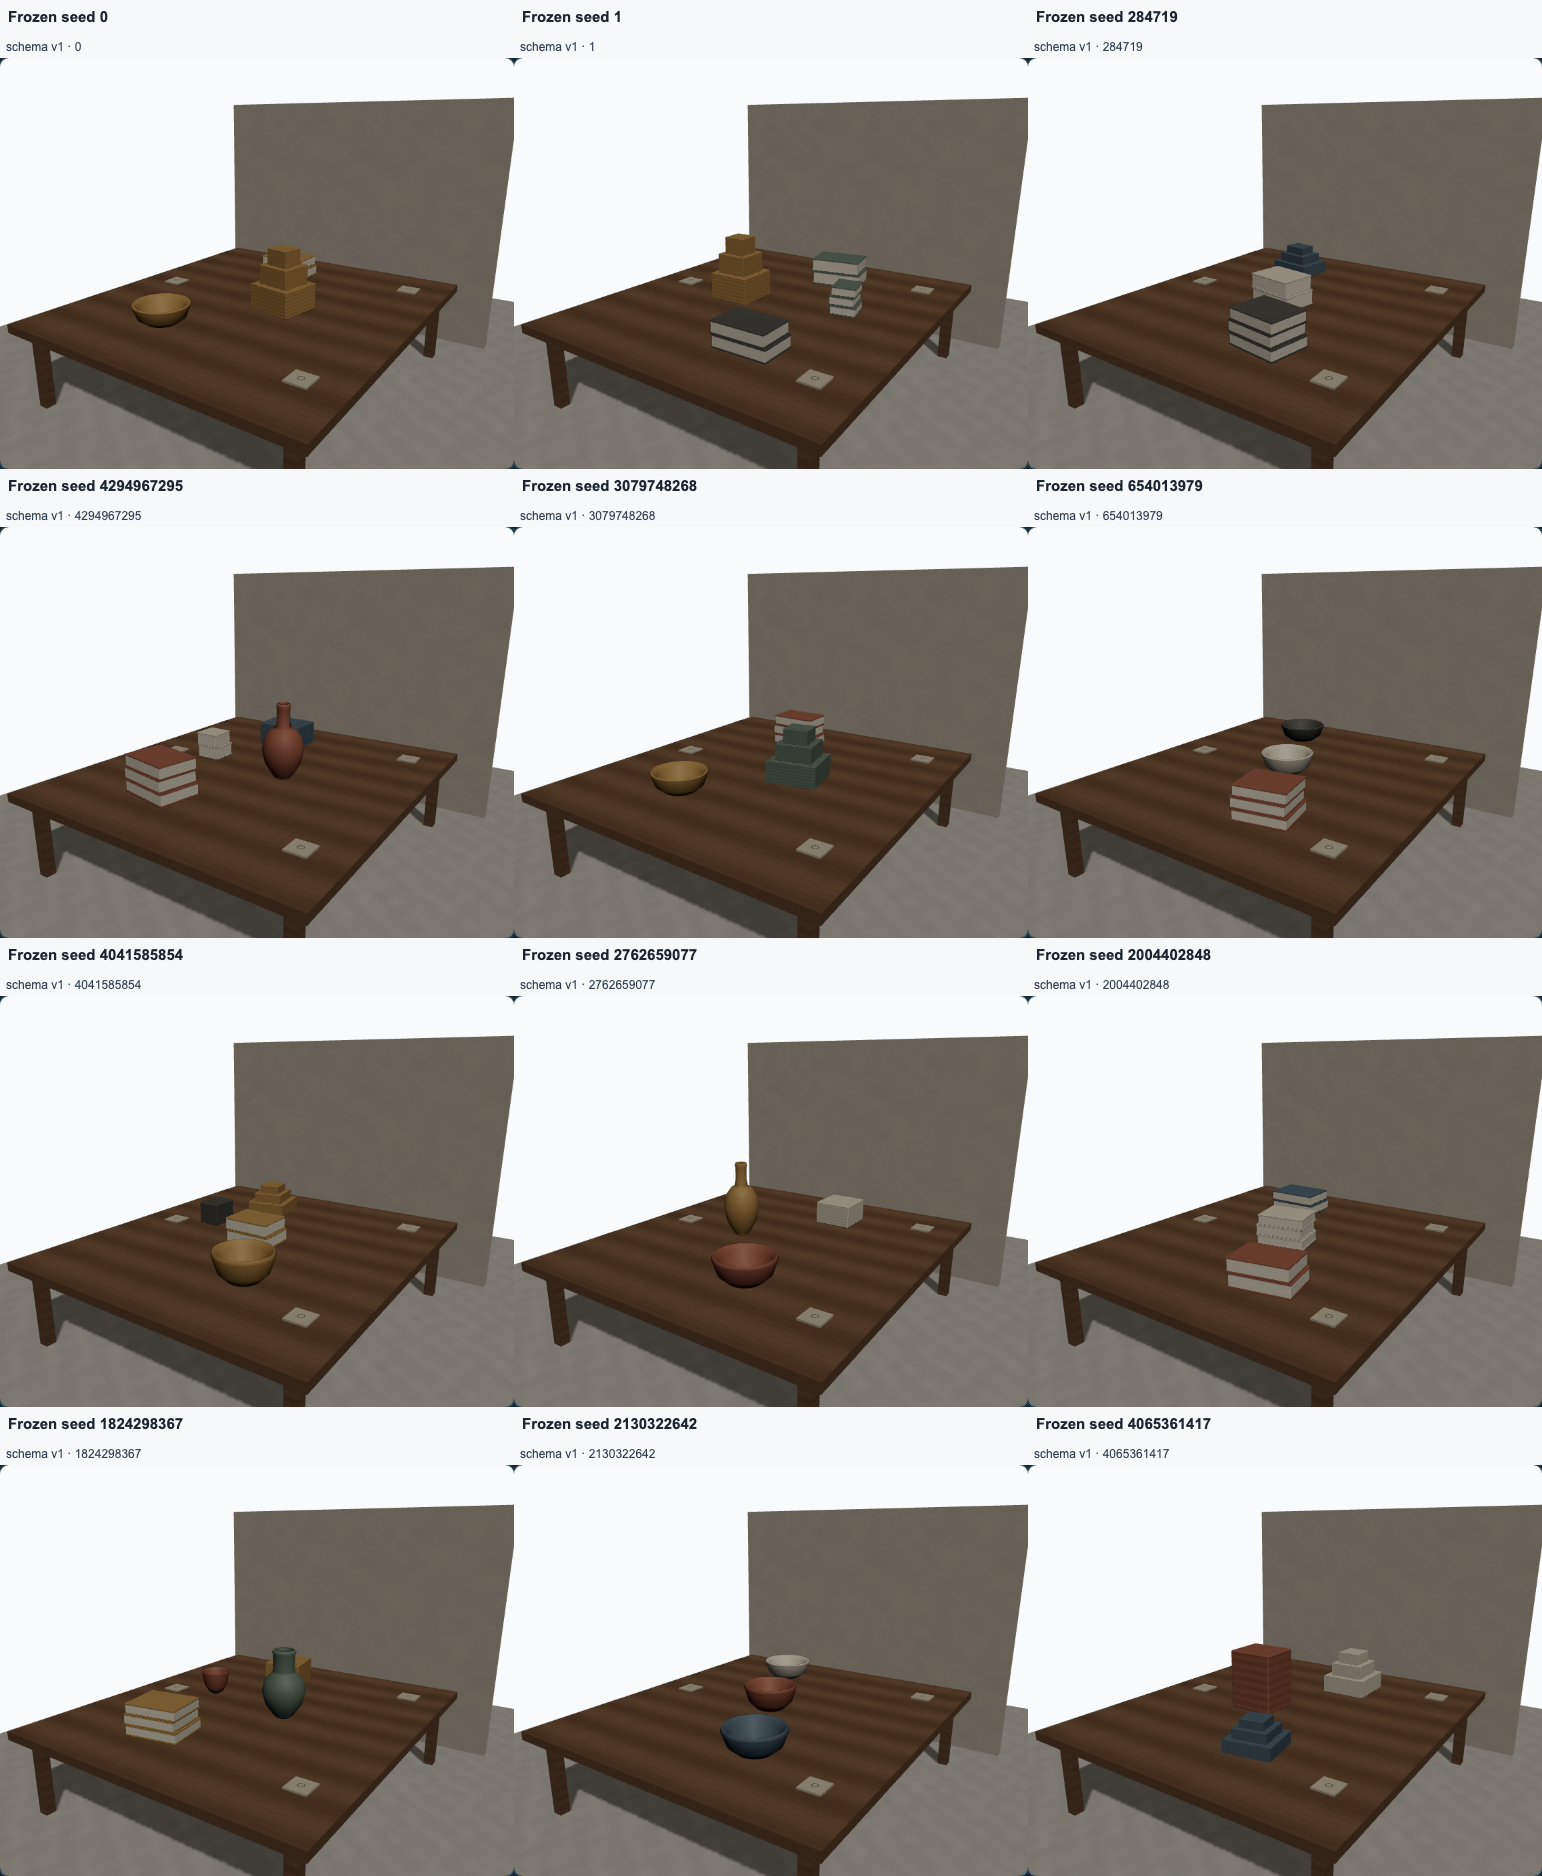 Frozen seed 0
schema v1 · 0
Frozen seed 1
schema v1 · 1
Frozen seed 284719
schema v1 · 284719
Frozen seed 4294967295
schema v1 · 4294967295
Frozen seed 3079748268
schema v1 · 3079748268
Frozen seed 654013979
schema v1 · 654013979
Frozen seed 4041585854
schema v1 · 4041585854
Frozen seed 2762659077
schema v1 · 2762659077
Frozen seed 2004402848
schema v1 · 2004402848
Frozen seed 1824298367
schema v1 · 1824298367
Frozen seed 2130322642
schema v1 · 2130322642
Frozen seed 4065361417
schema v1 · 4065361417